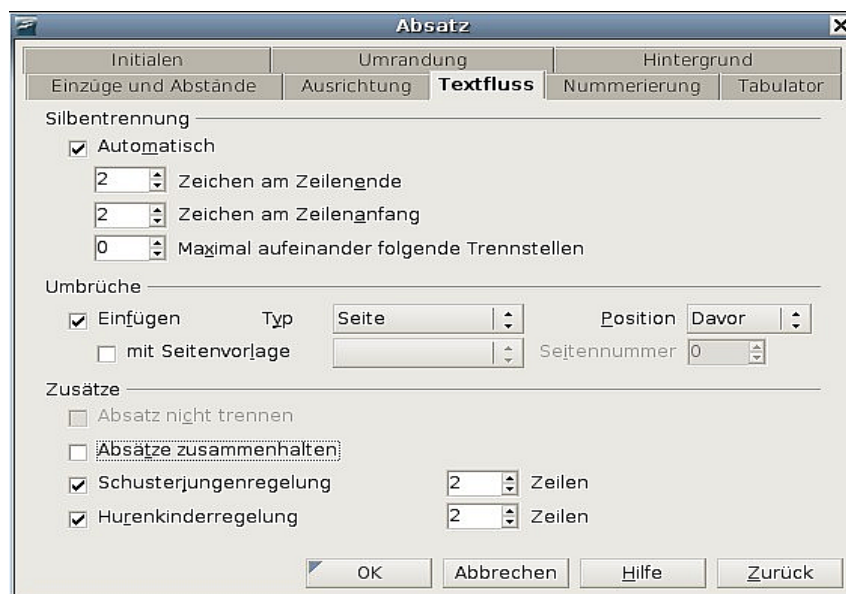 Absatz
Initialen Umrandung Hintergrund
Einzüge und Abstände Ausrichtung Textfluss Nummerierung Tabulator
Silbentrennung
Automatisch
2 Zeichen am Zeilenende
2 Zeichen am Zeilenanfang
0 Maximal aufeinander folgende Trennstellen
Umbrüche
Einfügen Typ Seite Position Davor
mit Seitenvorlage Seitennummer 0
Zusätze
Absatz nicht trennen
Absätze zusammenhalten
Schusterjungenregelung 2 Zeilen
Hurenkinderregelung 2 Zeilen
OK Abbrechen Hilfe Zurück